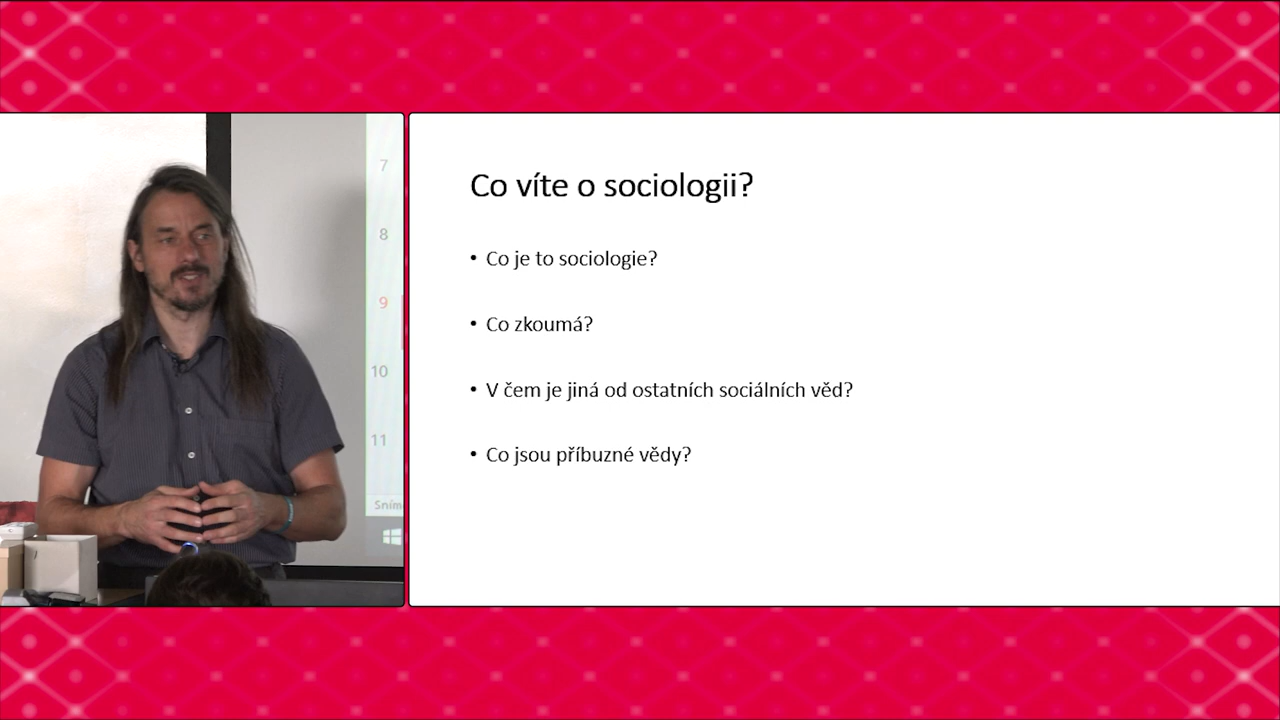 7
8
9
10
11
Sním
Co víte o sociologii?
• Co je to sociologie?
• Co zkoumá?
• V čem je jiná od ostatních sociálních věd?
• Co jsou příbuzné vědy?